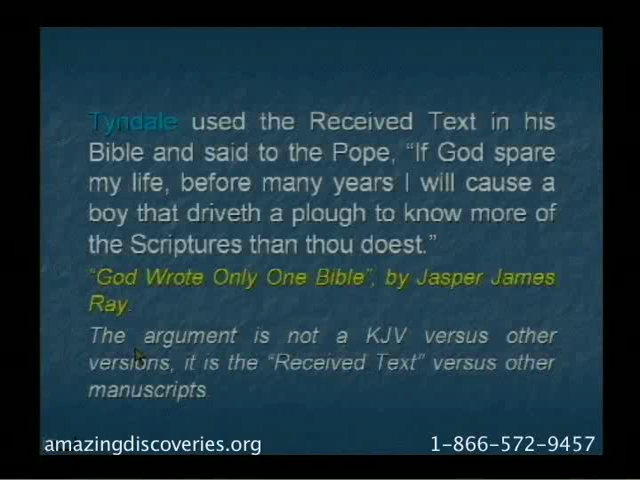 Tyndale used the Received Text in his
Bible and said to the Pope, "If God spare
my life, before many years I will cause a
boy that driveth a plough to know more of
the Scriptures than thou doest."
"God Wrote Only One Bible", by Jasper James
Ray.
The argument is not a KJV versus other
versions, it is the "Received Text" versus other
manuscripts.
amazingdiscoveries.org 1-866-572-9457